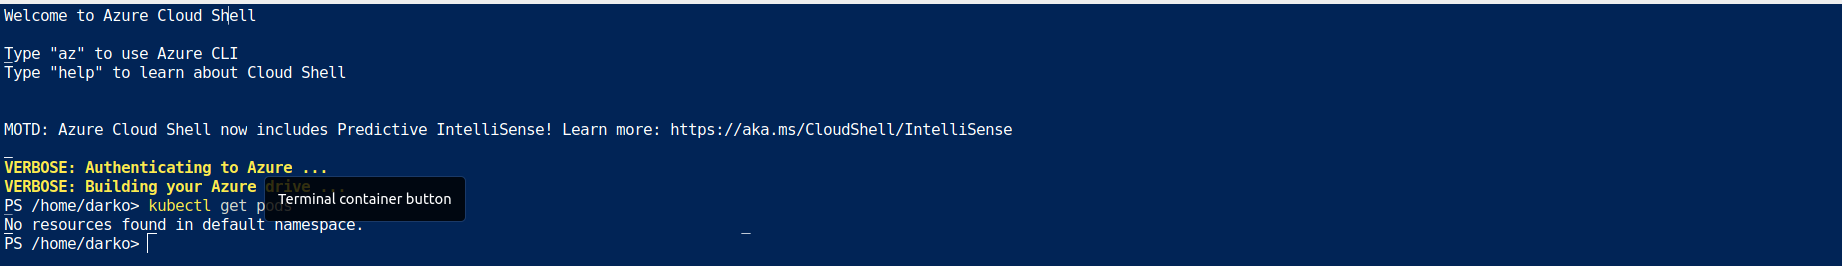 Welcome to Azure Cloud Shell
Type "az" to use Azure CLI
Type "help" to learn about Cloud Shell
MOTD: Azure Cloud Shell now includes Predictive IntelliSense! Learn more: https://aka.ms/CloudShell/IntelliSense
VERBOSE: Authenticating to Azure ...
VERBOSE: Building your Azure drive ...
PS /home/darko> kubectl get pods
Terminal container button
No resources found in default namespace.
PS /home/darko>